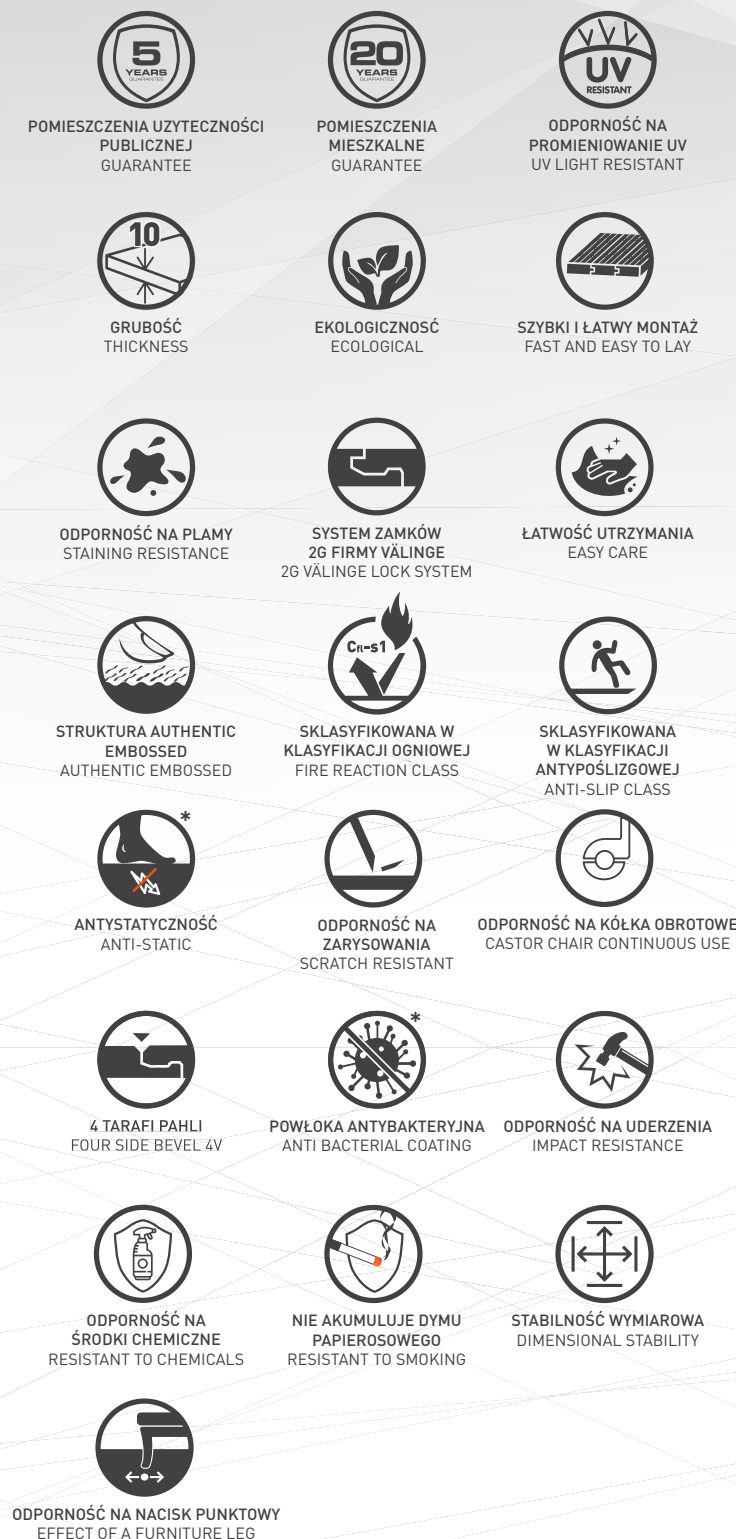 5
YEARS
GUARANTEE
POMIESZCZENIA UZYTECZNOŚCI
PUBLICZNEJ
GUARANTEE
20
YEARS
GUARANTEE
POMIESZCZENIA
MIESZKALNE
GUARANTEE
UV
RESISTANT
ODPORNOŚĆ NA
PROMIENIOWANIE UV
UV LIGHT RESISTANT
10
GRUBOŚĆ
THICKNESS
EKOLOGICZNOSĆ
ECOLOGICAL
SZYBKI I ŁATWY MONTAŻ
FAST AND EASY TO LAY
ODPORNOŚĆ NA PLAMY
STAINING RESISTANCE
SYSTEM ZAMKÓW
2G FIRMY VÄLINGE
2G VÄLINGE LOCK SYSTEM
ŁATWOŚĆ UTRZYMANIA
EASY CARE
STRUKTURA AUTHENTIC
EMBOSSED
AUTHENTIC EMBOSSED
Cfl-s1
SKLASYFIKOWANA W
KLASYFIKACJI OGNIOWEJ
FIRE REACTION CLASS
SKLASYFIKOWANA
W KLASYFIKACJI
ANTYPOŚLIZGOWEJ
ANTI-SLIP CLASS
*
ANTYSTATYCZNOŚĆ
ANTI-STATIC
ODPORNOŚĆ NA
ZARYSOWANIA
SCRATCH RESISTANT
ODPORNOŚĆ NA KÓŁKA OBROTOWE
CASTOR CHAIR CONTINUOUS USE
4 TARAFI PAHLI
FOUR SIDE BEVEL 4V
*
POWŁOKA ANTYBAKTERYJNA
ANTI BACTERIAL COATING
ODPORNOŚĆ NA UDERZENIA
IMPACT RESISTANCE
ODPORNOŚĆ NA
ŚRODKI CHEMICZNE
RESISTANT TO CHEMICALS
NIE AKUMULUJE DYMU
PAPIEROSOWEGO
RESISTANT TO SMOKING
STABILNOŚĆ WYMIAROWA
DIMENSIONAL STABILITY
ODPORNOŚĆ NA NACISK PUNKTOWY
EFFECT OF A FURNITURE LEG